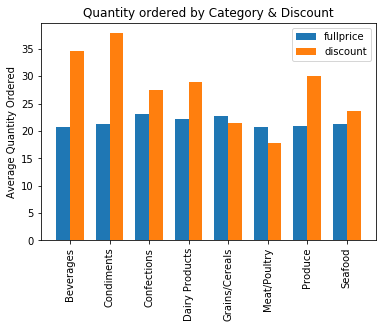 Quantity ordered by Category & Discount
fullprice
discount
Average Quantity Ordered
35
30
25
20
15
10
5
0
Beverages
Condiments
Confections
Dairy Products
Grains/Cereals
Meat/Poultry
Produce
Seafood